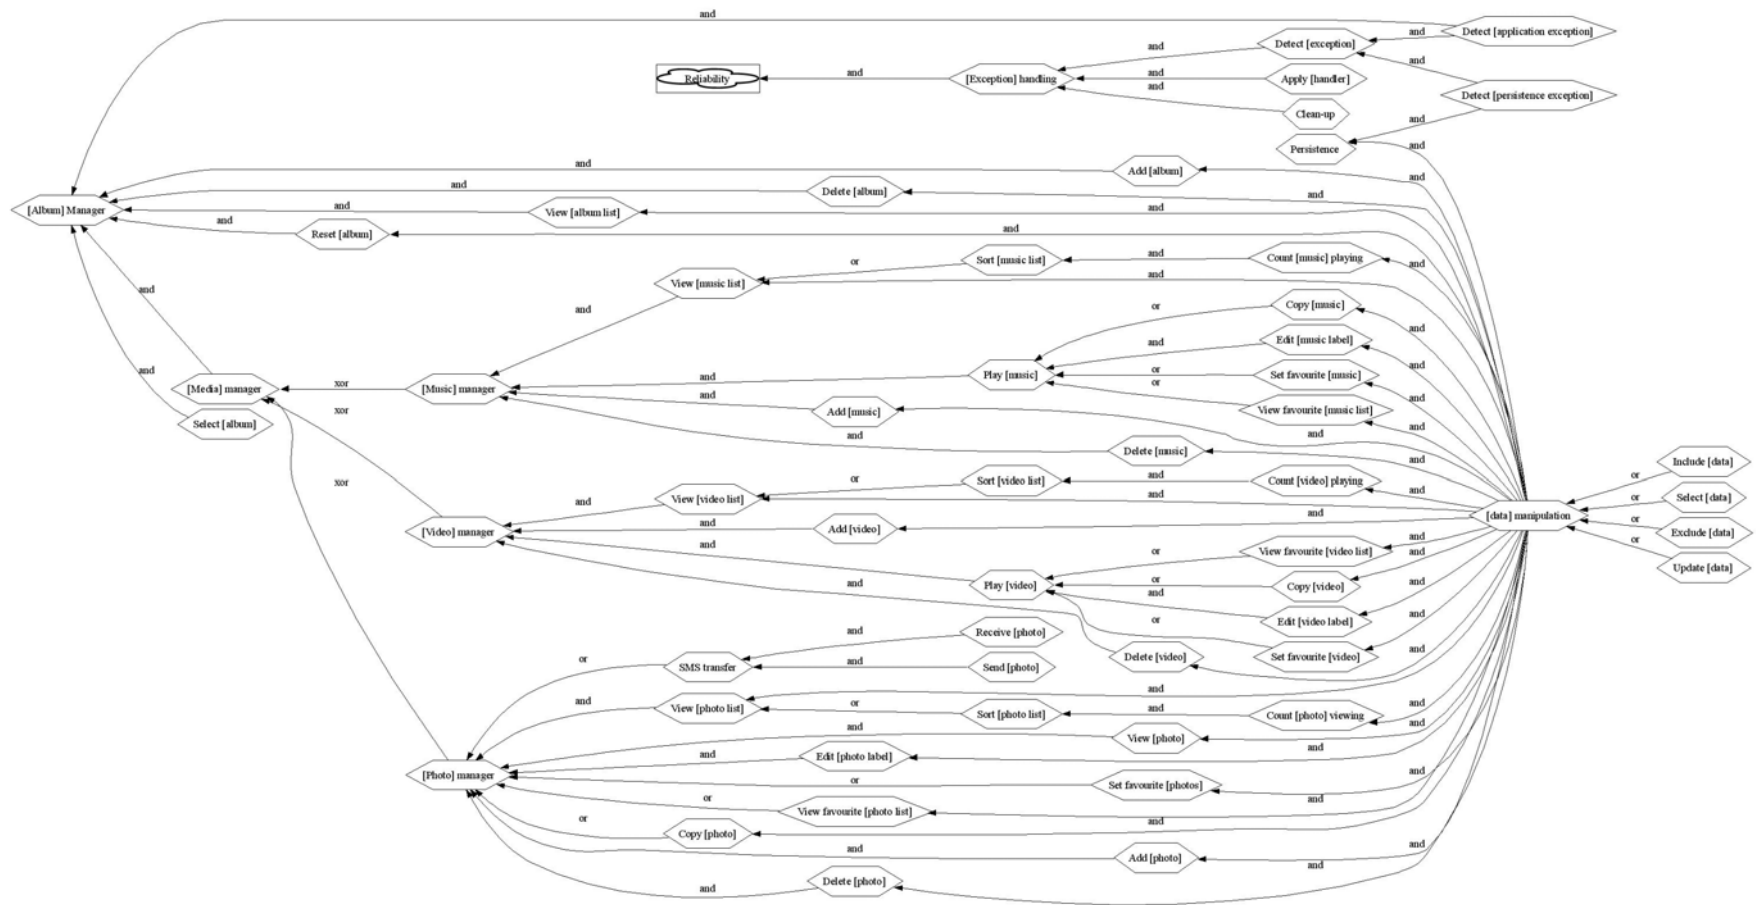 and
Detect [application exception]
and
Detect [exception]
and
Reliability
and
[Exception] handling
and
Apply [handler]
and
and
Detect [persistence exception]
Clean-up
and
Persistence
and
and
Add [album]
and
and
Delete [album]
and
[Album] Manager
and
View [album list]
and
and
Reset [album]
and
or
Sort [music list]
and
Count [music] playing
and
View [music list]
and
and
and
or
Copy [music]
and
and
Edit [music label]
and
and
Play [music]
or
Set favourite [music]
and
[Media] manager
xor
[Music] manager
and
or
View favourite [music list]
and
xor
and
Add [music]
and
Select [album]
and
Delete [music]
and
Include [data]
or
xor
or
Sort [video list]
and
Count [video] playing
and
and
View [video list]
and
Select [data]
or
and
Add [video]
and
[data] manipulation
or
Exclude [data]
[Video] manager
and
or
View favourite [video list]
and
and
or
Update [data]
and
Play [video]
or
Copy [video]
and
and
Edit [video label]
and
or
and
Receive [photo]
Delete [video]
Set favourite [video]
and
or
SMS transfer
and
Send [photo]
and
View [photo list]
and
or
Sort [photo list]
and
Count [photo] viewing
and
and
View [photo]
and
and
Edit [photo label]
and
[Photo] manager
or
Set favourite [photos]
and
or
View favourite [photo list]
and
or
Copy [photo]
and
and
Add [photo]
and
and
Delete [photo]
and